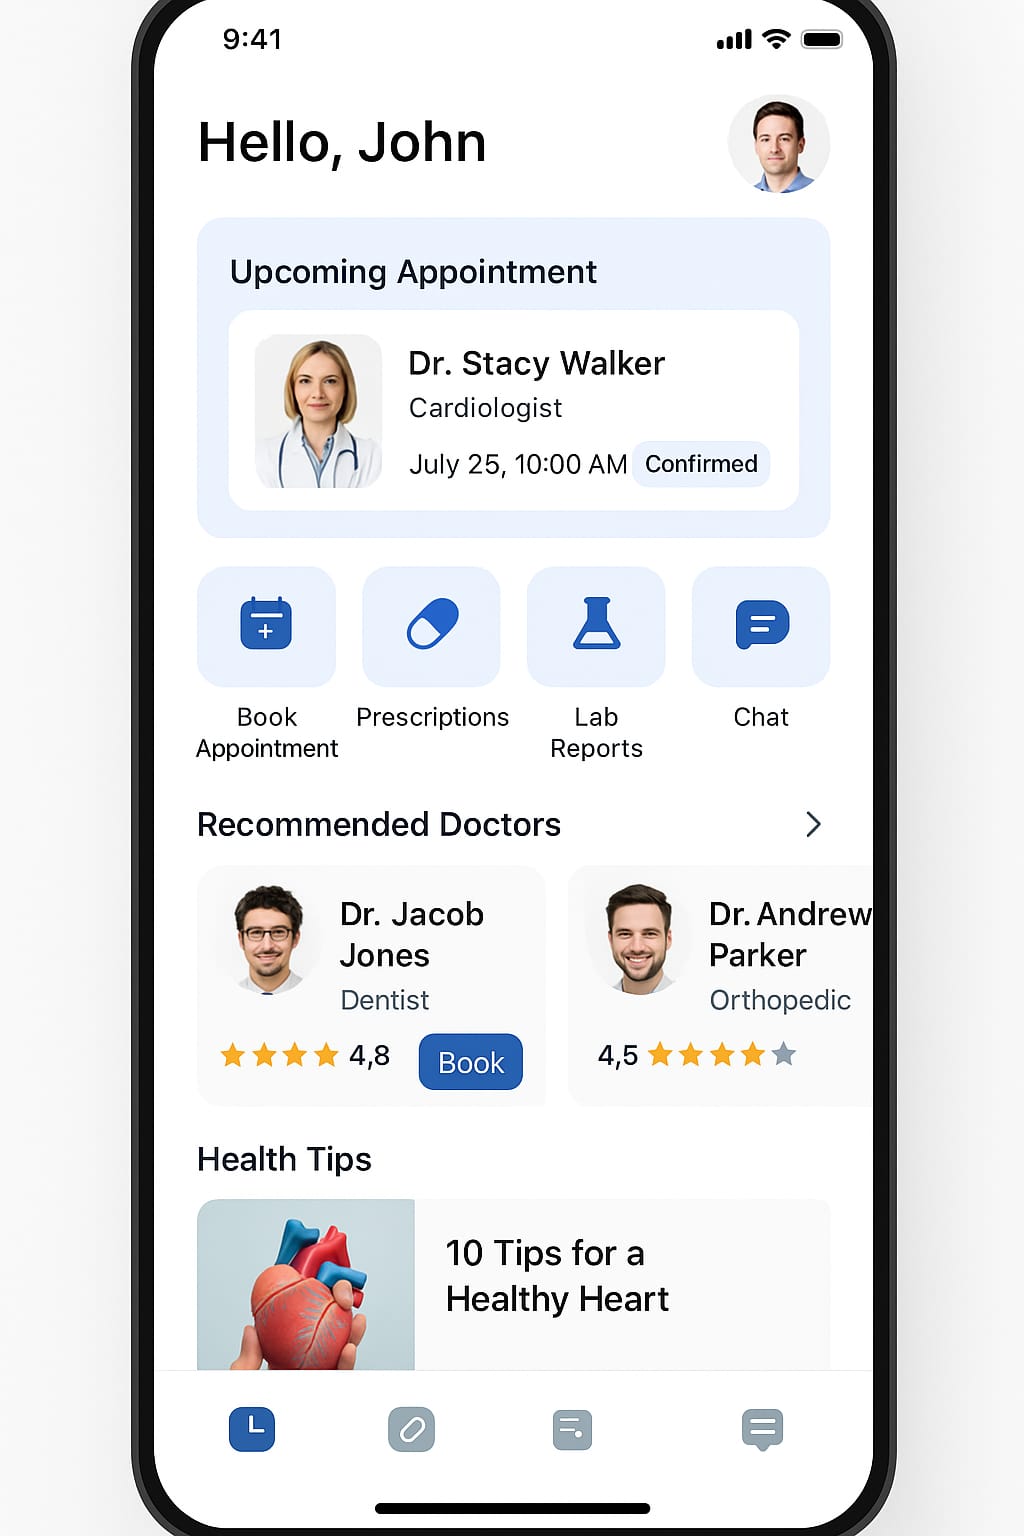 9:41
Hello, John
Upcoming Appointment
Dr. Stacy Walker
Cardiologist
July 25, 10:00 AM Confirmed
Book
Appointment
Prescriptions
Lab
Reports
Chat
Recommended Doctors
Dr. Jacob
Jones
Dentist
4,8 Book
Dr. Andrew
Parker
Orthopedic
4,5
Health Tips
10 Tips for a
Healthy Heart